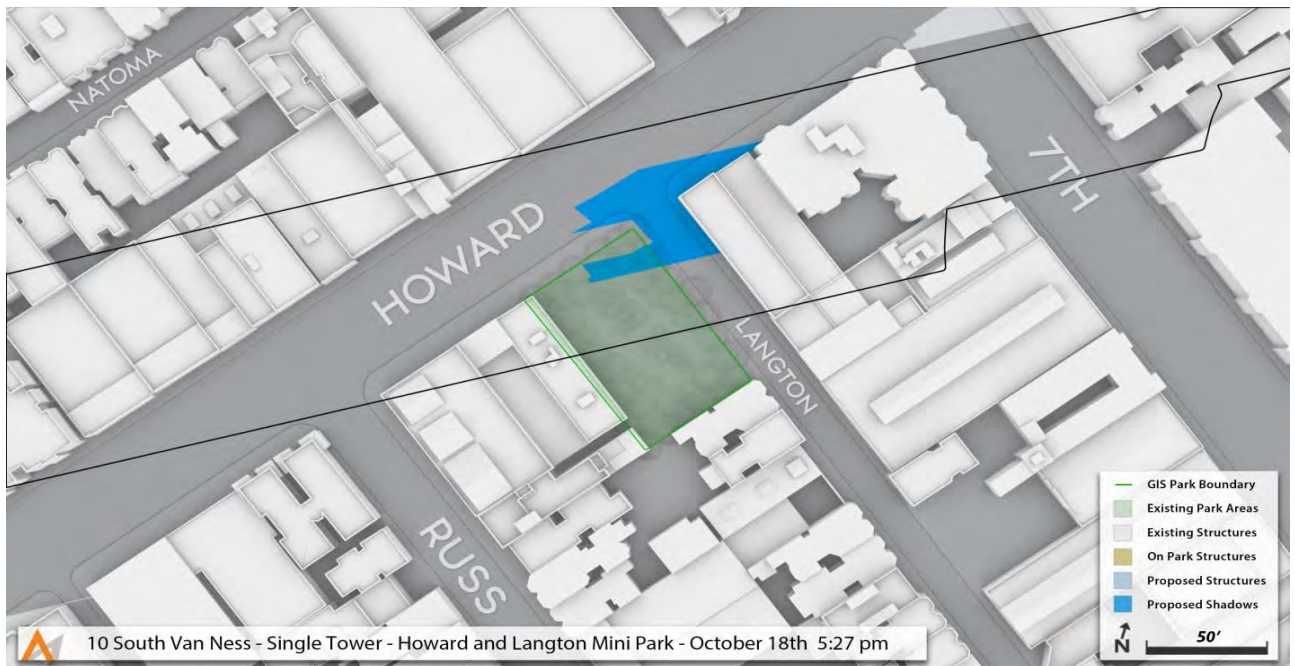 NATOMA
HOWARD
7TH
LANGTON
RUSS
GIS Park Boundary
Existing Park Areas
Existing Structures
On Park Structures
Proposed Structures
Proposed Shadows
N
50'
10 South Van Ness - Single Tower - Howard and Langton Mini Park - October 18th 5:27 pm